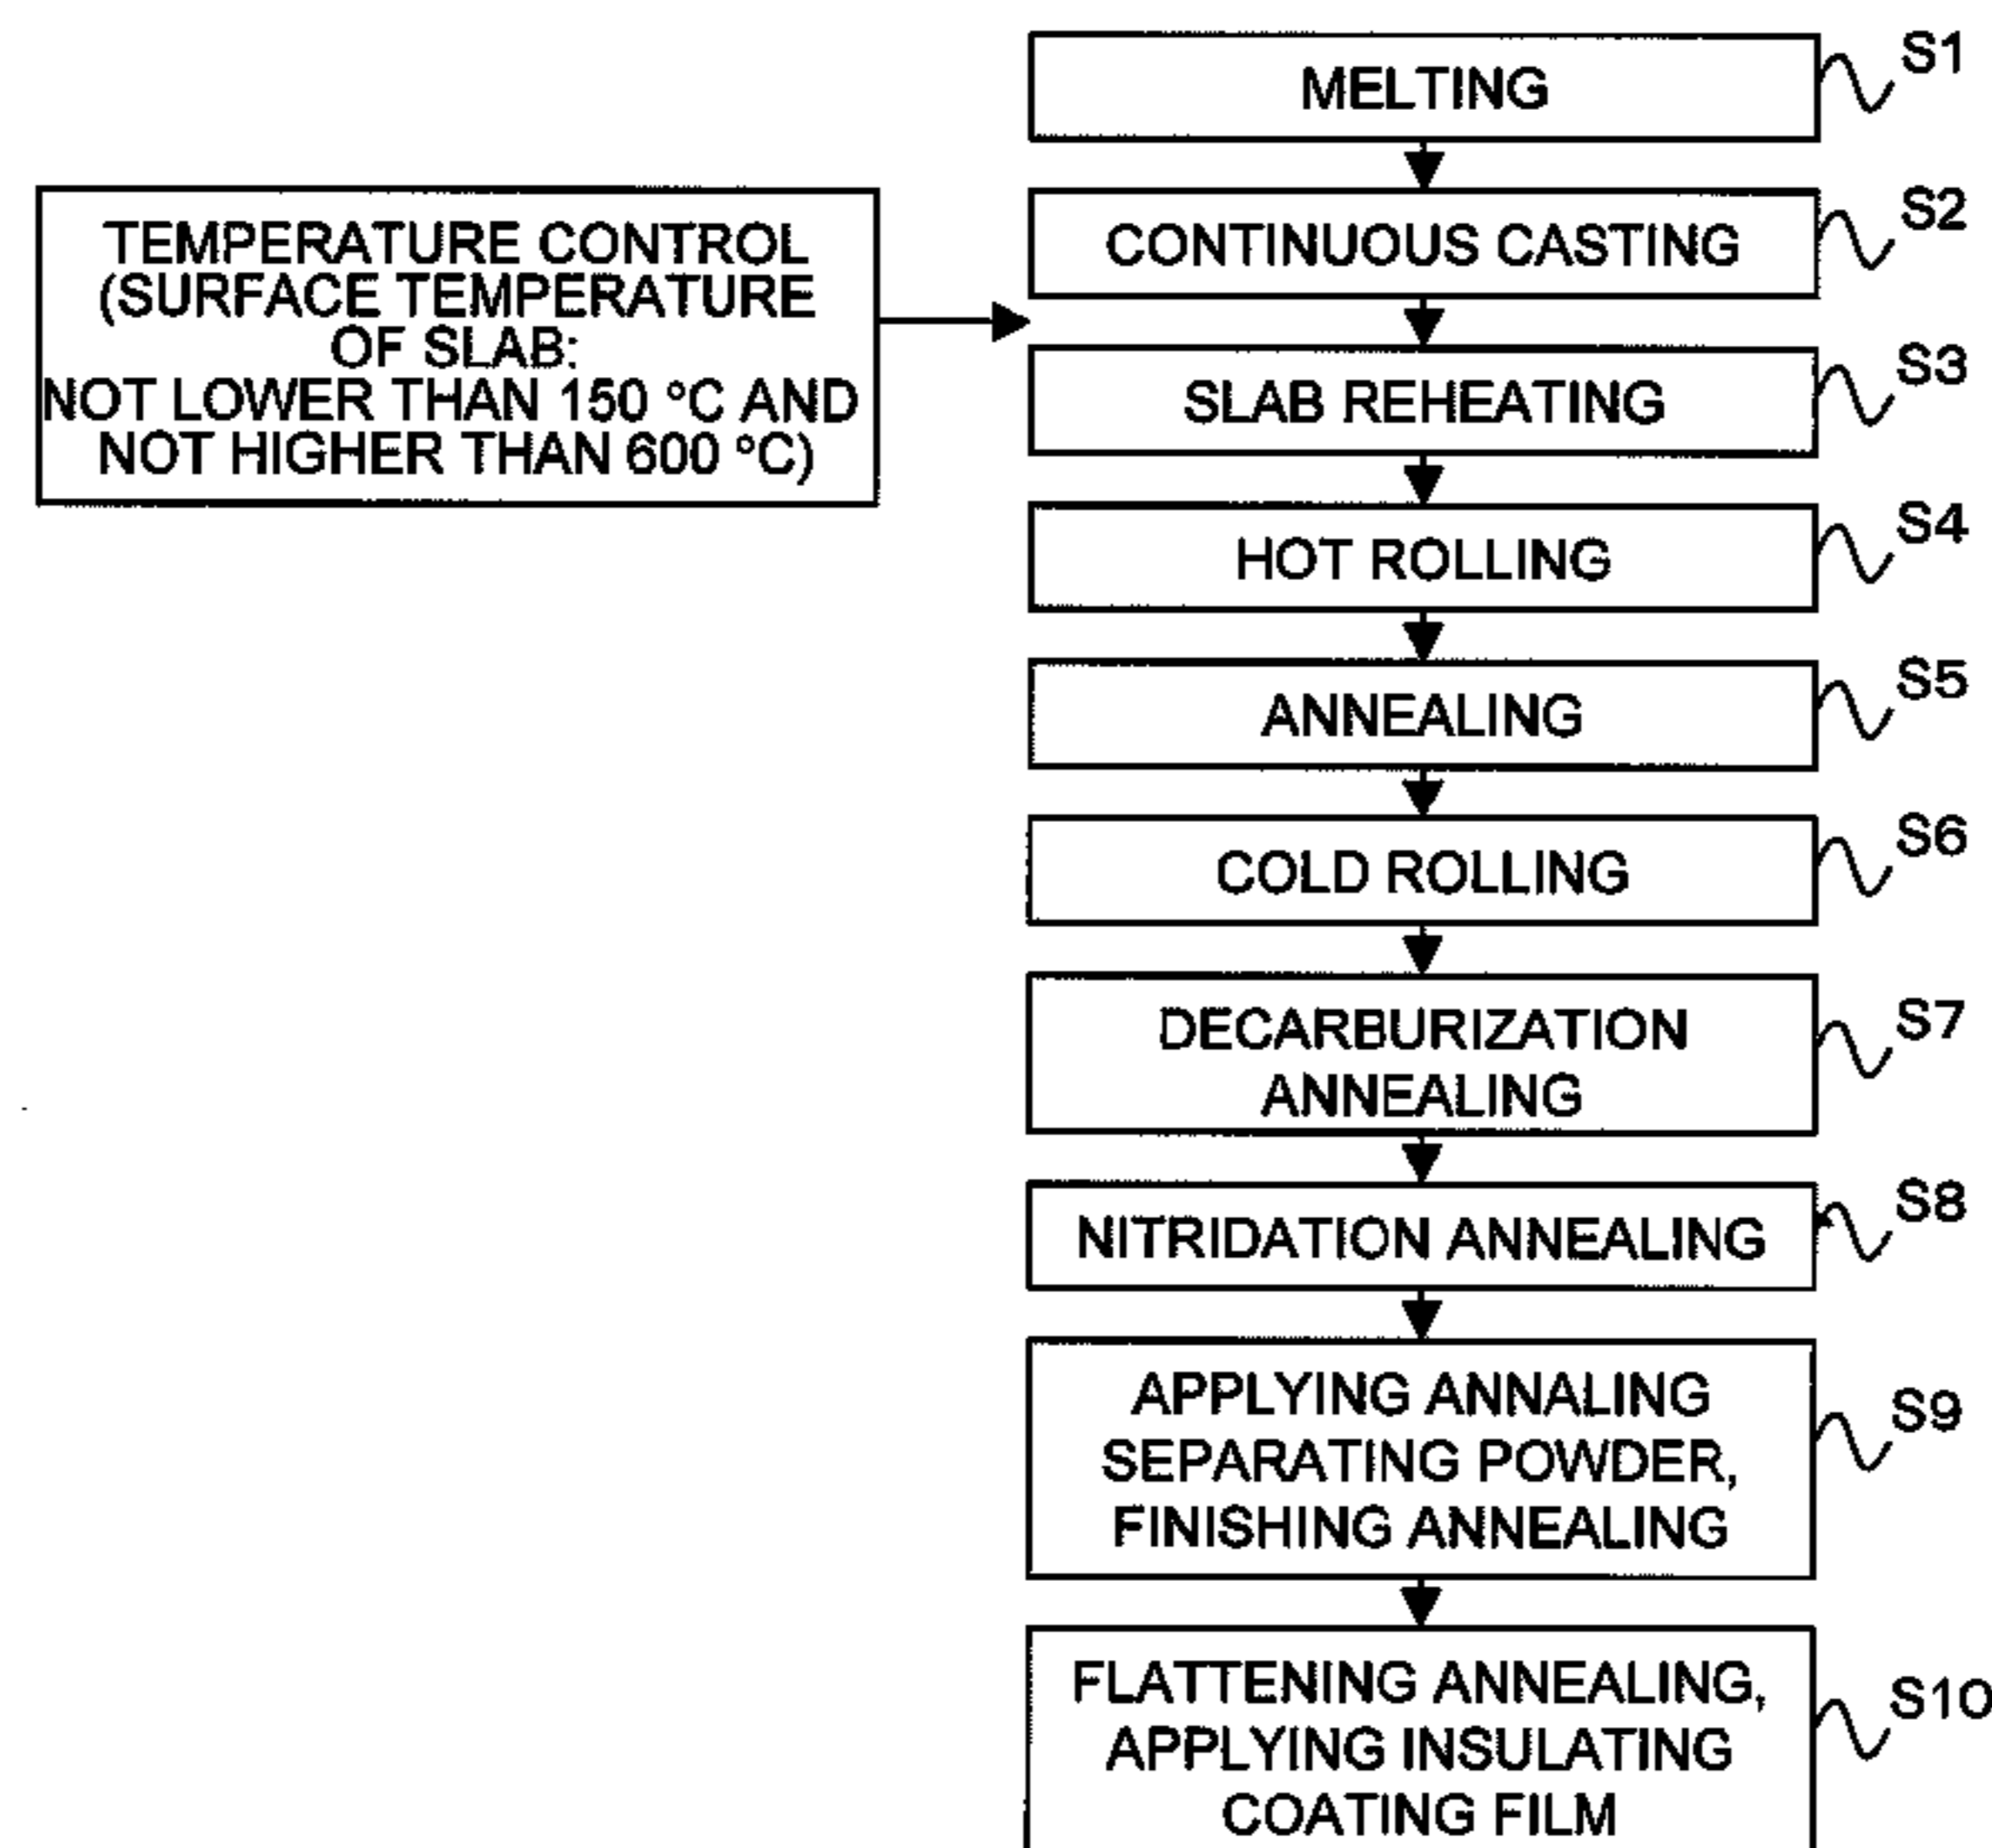 MELTING
S1
TEMPERATURE CONTROL
(SURFACE TEMPERATURE
OF SLAB:
NOT LOWER THAN 150 °C AND
NOT HIGHER THAN 600 °C)
CONTINUOUS CASTING
S2
SLAB REHEATING
S3
HOT ROLLING
S4
ANNEALING
S5
COLD ROLLING
S6
DECARBURIZATION
ANNEALING
S7
NITRIDATION ANNEALING
S8
APPLYING ANNALING
SEPARATING POWDER,
FINISHING ANNEALING
S9
FLATTENING ANNEALING,
APPLYING INSULATING
COATING FILM
S10